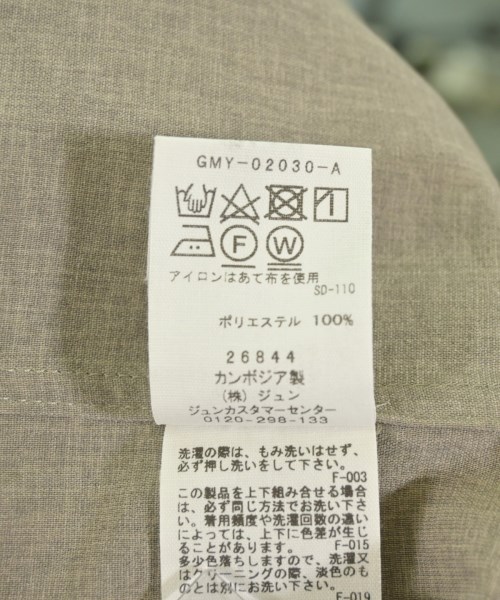 GMY-02030-A
F W
アイロンはあて布を使用
SD-110
ポリエステル 100%
26844
カンボジア製
(株) ジュン
ジュンカスタマーセンター
0120-298-133
洗濯の際は、もみ洗いはせず、
必ず押し洗いをして下さい。
F-003
この製品を上下組み合せる場合
は、必ず同じ方法でお洗い下さ
い。着用頻度や洗濯回数の違い
によっては、上下に色差が生じ
ることがあります。 F-015
多少色落ちしますので、洗濯又
はクリーニングの際、淡色のも
のとは別にお洗い下さい。
F-019